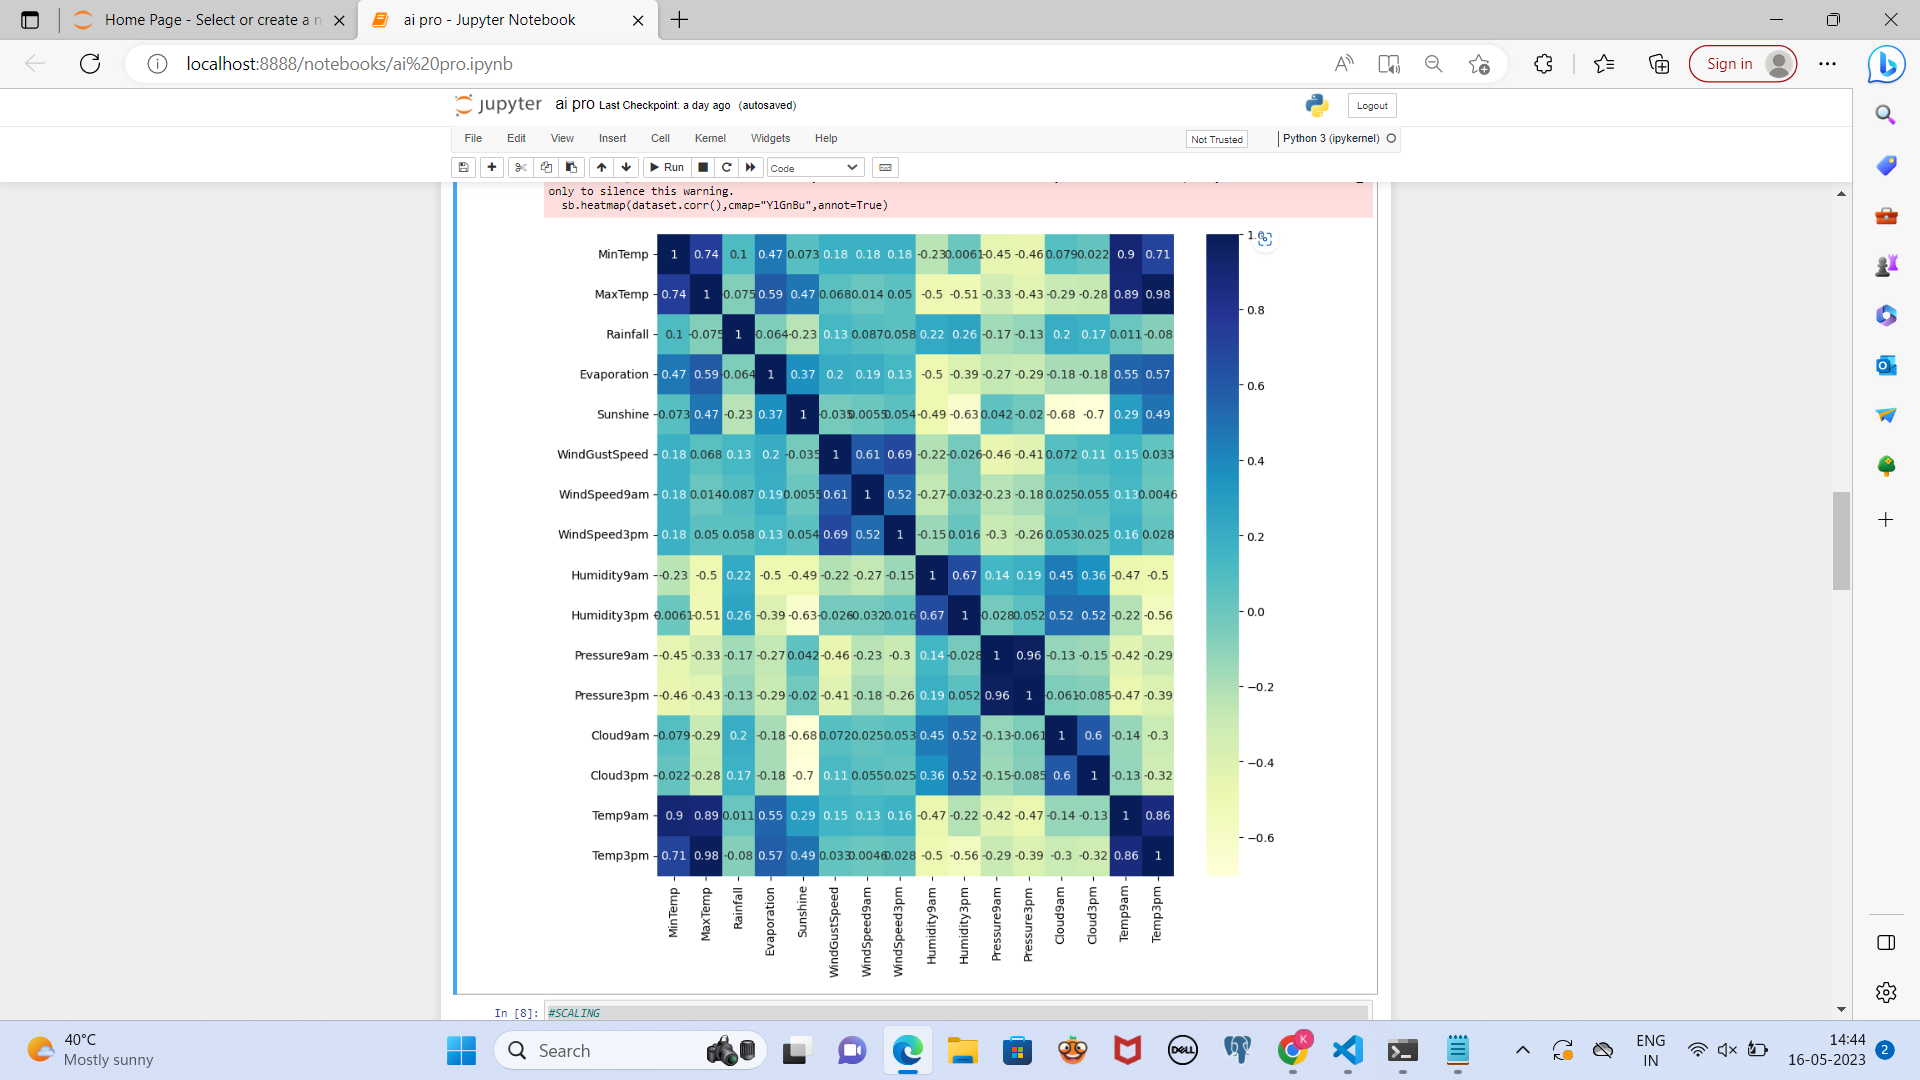 Home Page - Select or create a n
ai pro - Jupyter Notebook
localhost:8888/notebooks/ai%20pro.ipynb
Sign in
jupyter ai pro Last Checkpoint: a day ago (autosaved)
Logout
File Edit View Insert Cell Kernel Widgets Help
Not Trusted
Python 3 (ipykernel)
Run
Code
only to silence this warning.
sb.heatmap(dataset.corr(),cmap="YlGnBu",annot=True)
MinTemp 1 0.74 0.1 0.47 0.073 0.18 0.18 0.18 -0.23 0.0061 -0.45 -0.46 0.079 0.022 0.9 0.71
MaxTemp 0.74 1 -0.075 0.59 0.47 0.068 0.014 0.05 -0.5 -0.51 -0.33 -0.43 -0.29 -0.28 0.89 0.98
Rainfall 0.1 -0.075 1 -0.064 -0.23 0.13 0.087 0.058 0.22 0.26 -0.17 -0.13 0.2 0.17 0.011 -0.08
Evaporation 0.47 0.59 -0.064 1 0.37 0.2 0.19 0.13 -0.5 -0.39 -0.27 -0.29 -0.18 -0.18 0.55 0.57
Sunshine 0.073 0.47 -0.23 0.37 1 -0.035 0.0055 0.054 -0.49 -0.63 0.042 -0.02 -0.68 -0.7 0.29 0.49
WindGustSpeed 0.18 0.068 0.13 0.2 -0.035 1 0.61 0.69 -0.22 -0.026 -0.46 -0.41 0.072 0.11 0.15 0.033
WindSpeed9am 0.18 0.014 0.087 0.19 0.0055 0.61 1 0.52 -0.27 -0.032 -0.23 -0.18 0.025 0.055 0.13 0.0046
WindSpeed3pm 0.18 0.05 0.058 0.13 0.054 0.69 0.52 1 -0.15 0.016 -0.3 -0.26 0.053 0.025 0.16 0.028
Humidity9am -0.23 -0.5 0.22 -0.5 -0.49 -0.22 -0.27 -0.15 1 0.67 0.14 0.19 0.45 0.36 -0.47 -0.5
Humidity3pm 0.0061 -0.51 0.26 -0.39 -0.63 -0.026 -0.032 0.016 0.67 1 -0.028 0.052 0.52 0.52 -0.22 -0.56
Pressure9am -0.45 -0.33 -0.17 -0.27 0.042 -0.46 -0.23 -0.3 0.14 -0.028 1 0.96 -0.13 -0.15 -0.42 -0.29
Pressure3pm -0.46 -0.43 -0.13 -0.29 -0.02 -0.41 -0.18 -0.26 0.19 0.052 0.96 1 -0.061 -0.085 -0.47 -0.39
Cloud9am 0.079 -0.29 0.2 -0.18 -0.68 0.072 0.025 0.053 0.45 0.52 -0.13 -0.061 1 0.6 -0.14 -0.3
Cloud3pm 0.022 -0.28 0.17 -0.18 -0.7 0.11 0.055 0.025 0.36 0.52 -0.15 -0.085 0.6 1 -0.13 -0.32
Temp9am 0.9 0.89 0.011 0.55 0.29 0.15 0.13 0.16 -0.47 -0.22 -0.42 -0.47 -0.14 -0.13 1 0.86
Temp3pm 0.71 0.98 -0.08 0.57 0.49 0.033 0.0046 0.028 -0.5 -0.56 -0.29 -0.39 -0.3 -0.32 0.86 1
MinTemp MaxTemp Rainfall Evaporation Sunshine WindGustSpeed WindSpeed9am WindSpeed3pm Humidity9am Humidity3pm Pressure9am Pressure3pm Cloud9am Cloud3pm Temp9am Temp3pm
0.8
0.6
0.4
0.2
0.0
−0.2
−0.4
−0.6
In [8]: #SCALING
40°C
Mostly sunny
Search
DELL
K
ENG
IN
14:44
16-05-2023
2